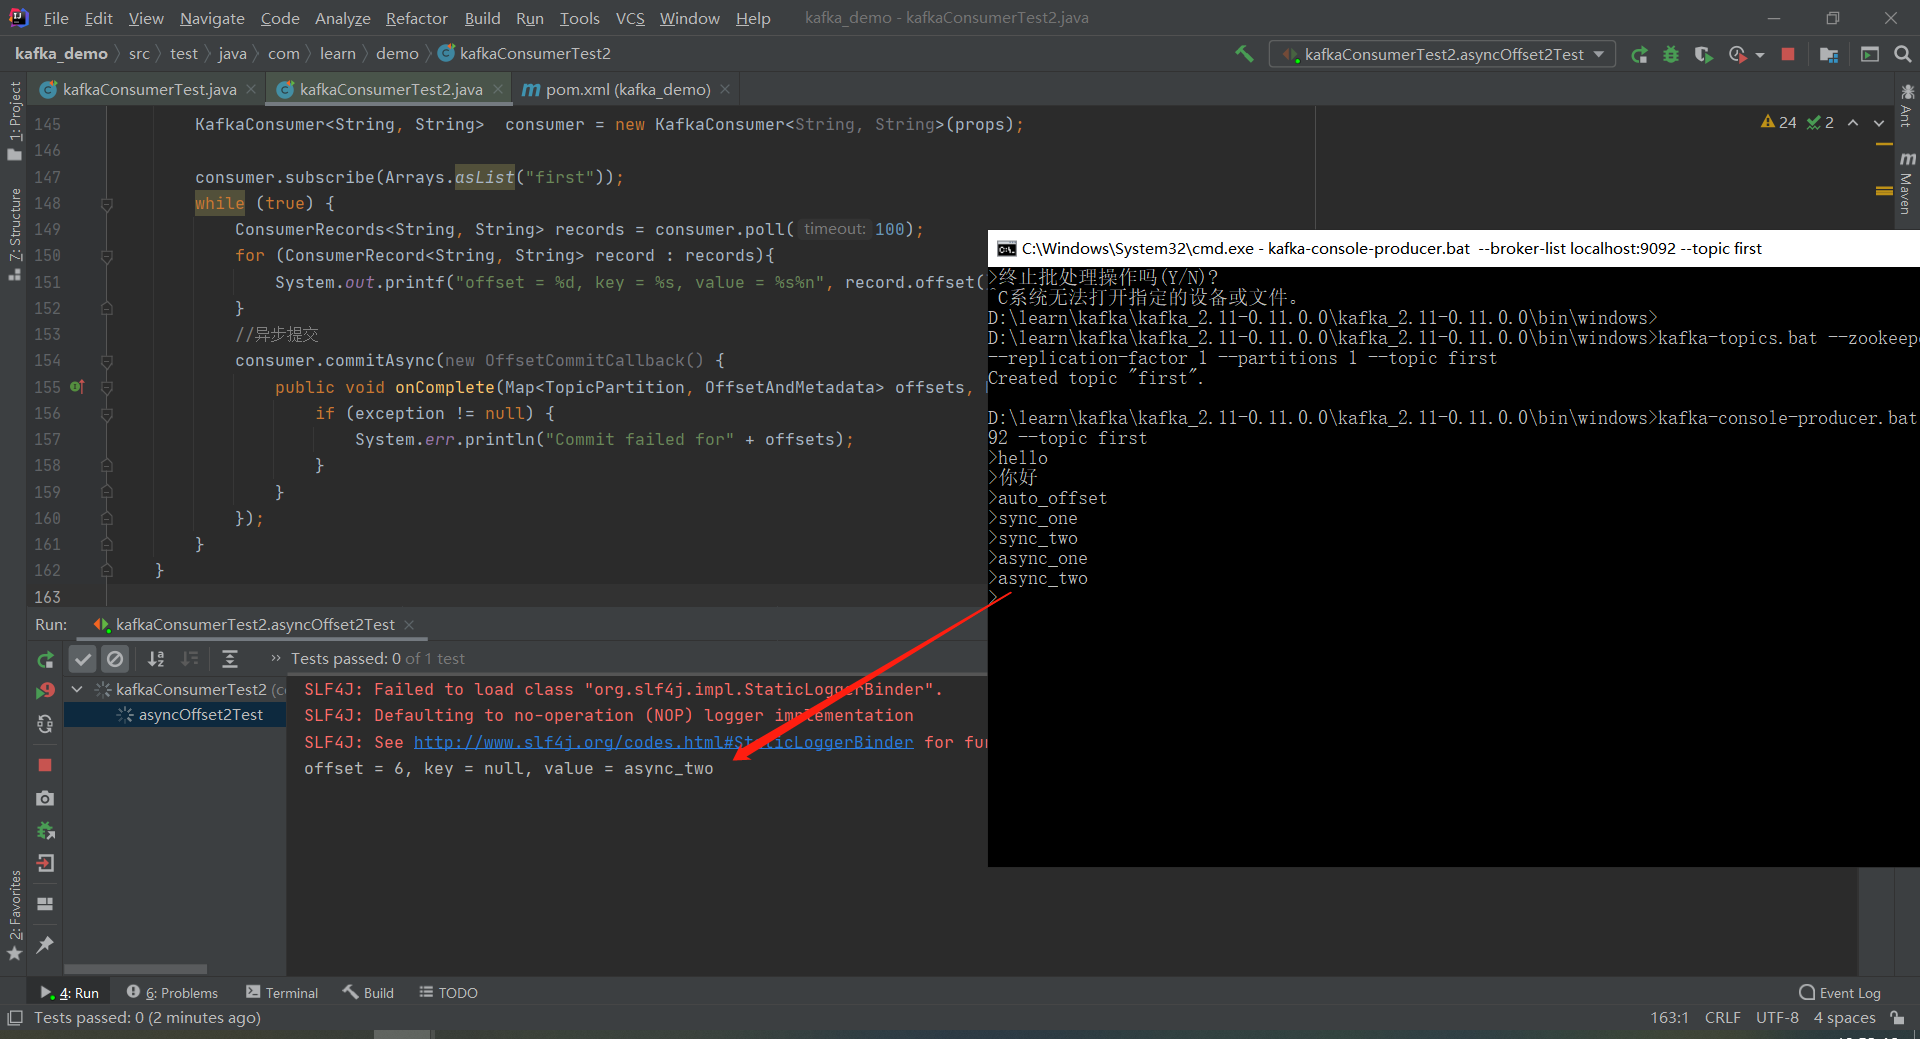 File Edit View Navigate Code Analyze Refactor Build Run Tools VCS Window Help kafka_demo - kafkaConsumerTest2.java
kafka_demo src test java com learn demo kafkaConsumerTest2 kafkaConsumerTest2.asyncOffset2Test
kafkaConsumerTest.java kafkaConsumerTest2.java pom.xml (kafka_demo)
1: Project
7: Structure
2: Favorites
Ant
Maven
24 2
145 KafkaConsumer<String, String> consumer = new KafkaConsumer<String, String>(props);
146
147 consumer.subscribe(Arrays.asList("first"));
148 while (true) {
149 ConsumerRecords<String, String> records = consumer.poll( timeout: 100);
150 for (ConsumerRecord<String, String> record : records){
151 System.out.printf("offset = %d, key = %s, value = %s%n", record.offset(
152 }
153 //异步提交
154 consumer.commitAsync(new OffsetCommitCallback() {
155 public void onComplete(Map<TopicPartition, OffsetAndMetadata> offsets,
156 if (exception != null) {
157 System.err.println("Commit failed for" + offsets);
158 }
159 }
160 });
161 }
162 }
163
C:\Windows\System32\cmd.exe - kafka-console-producer.bat --broker-list localhost:9092 --topic first
>终止批处理操作吗(Y/N)?
^C系统无法打开指定的设备或文件。
D:\learn\kafka\kafka_2.11-0.11.0.0\kafka_2.11-0.11.0.0\bin\windows>
D:\learn\kafka\kafka_2.11-0.11.0.0\kafka_2.11-0.11.0.0\bin\windows>kafka-topics.bat --zookeep
--replication-factor 1 --partitions 1 --topic first
Created topic "first".
D:\learn\kafka\kafka_2.11-0.11.0.0\kafka_2.11-0.11.0.0\bin\windows>kafka-console-producer.bat
92 --topic first
>hello
>你好
>auto_offset
>sync_one
>sync_two
>async_one
>async_two
>
Run: kafkaConsumerTest2.asyncOffset2Test
» Tests passed: 0 of 1 test
kafkaConsumerTest2 (c
asyncOffset2Test
SLF4J: Failed to load class "org.slf4j.impl.StaticLoggerBinder".
SLF4J: Defaulting to no-operation (NOP) logger implementation
SLF4J: See http://www.slf4j.org/codes.html#StaticLoggerBinder for fu
offset = 6, key = null, value = async_two
4: Run 6: Problems Terminal Build TODO Event Log
Tests passed: 0 (2 minutes ago) 163:1 CRLF UTF-8 4 spaces